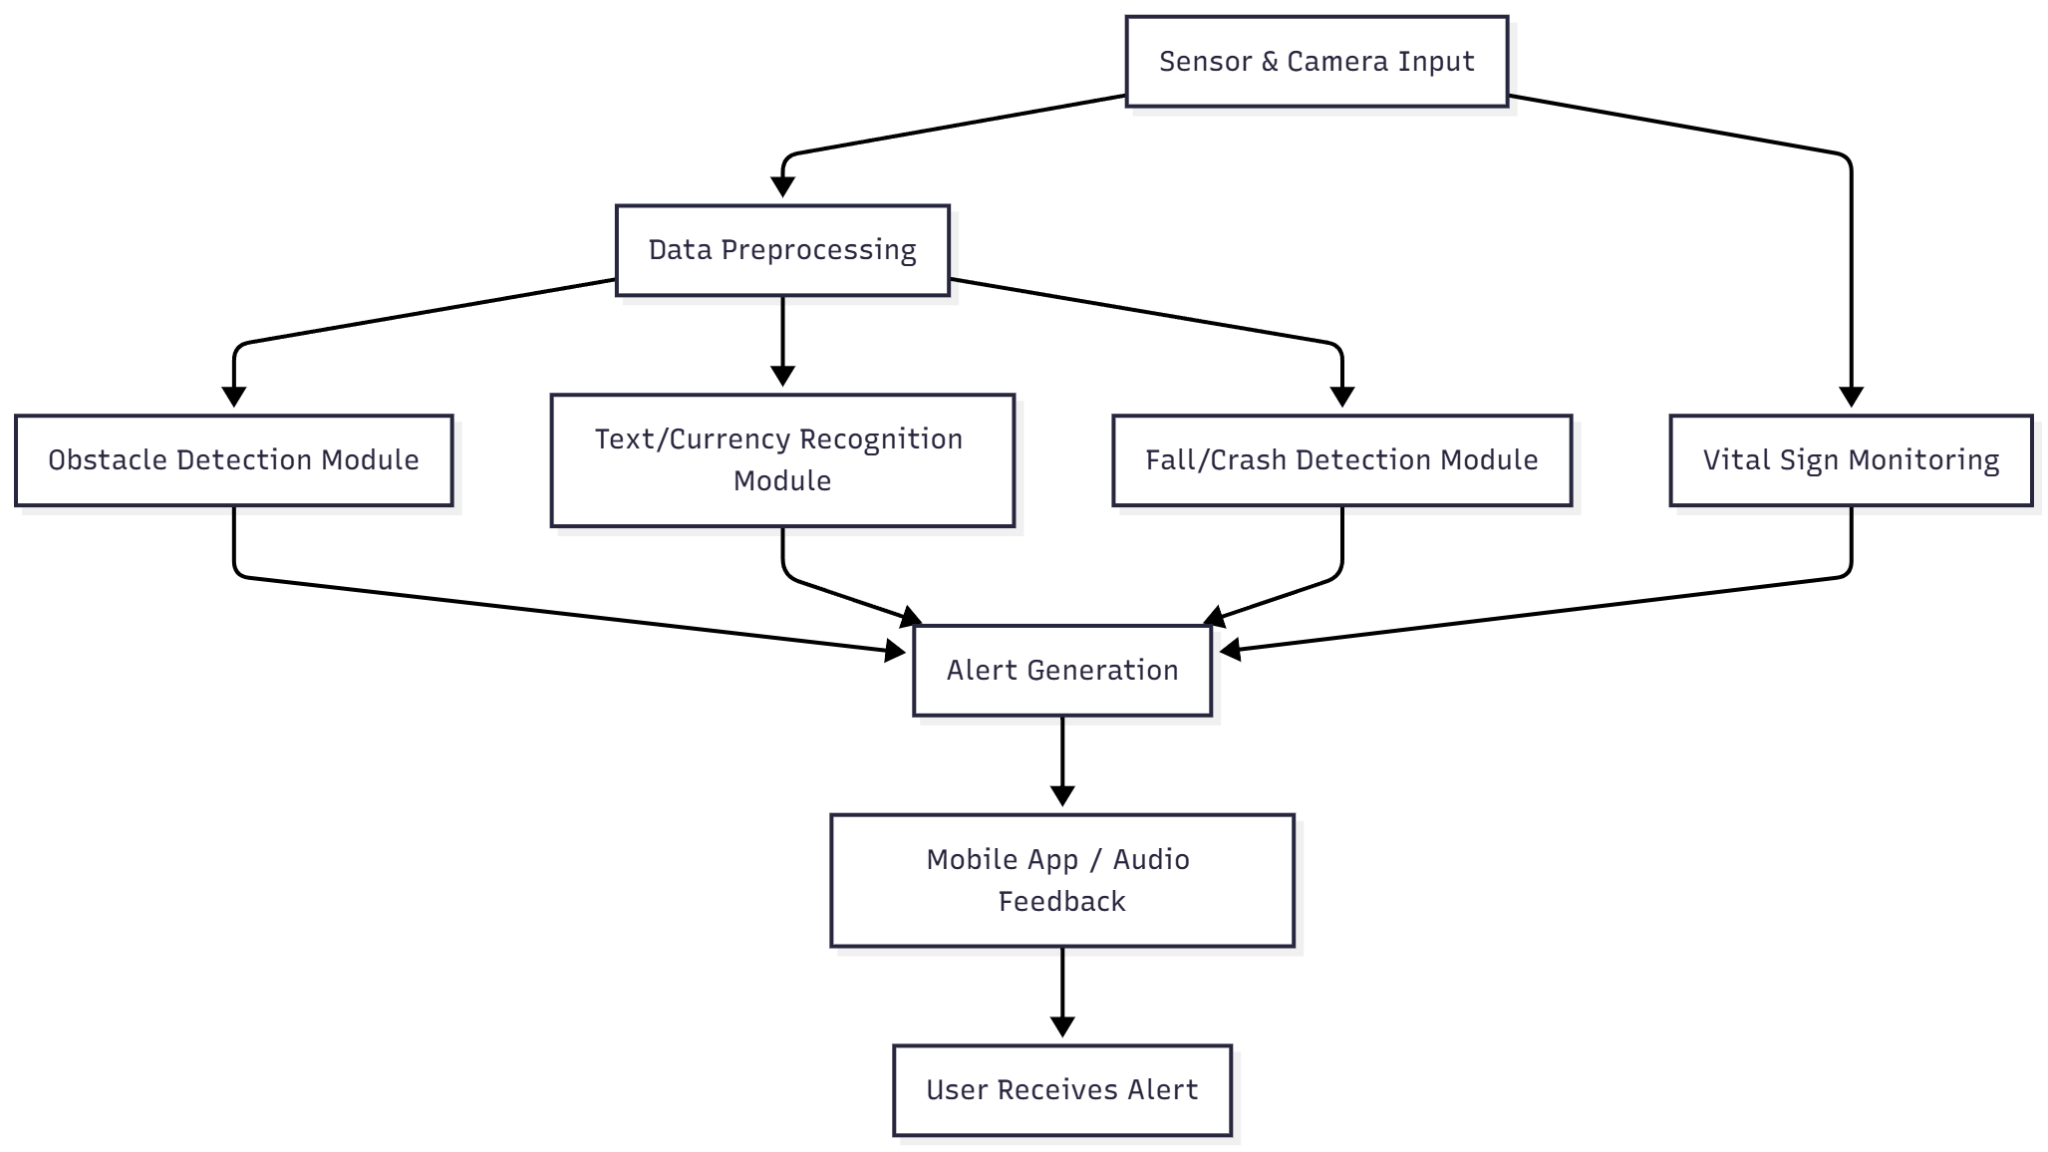 Sensor & Camera Input
Data Preprocessing
Obstacle Detection Module
Text/Currency Recognition
Module
Fall/Crash Detection Module
Vital Sign Monitoring
Alert Generation
Mobile App / Audio
Feedback
User Receives Alert